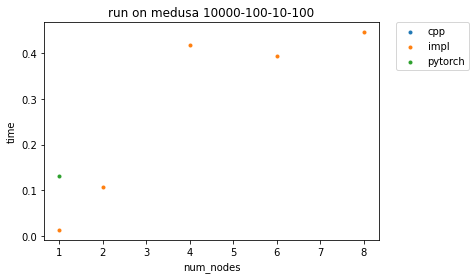 run on medusa 10000-100-10-100
cpp
impl
pytorch
time
0.4
0.3
0.2
0.1
0.0
1 2 3 4 5 6 7 8
num_nodes